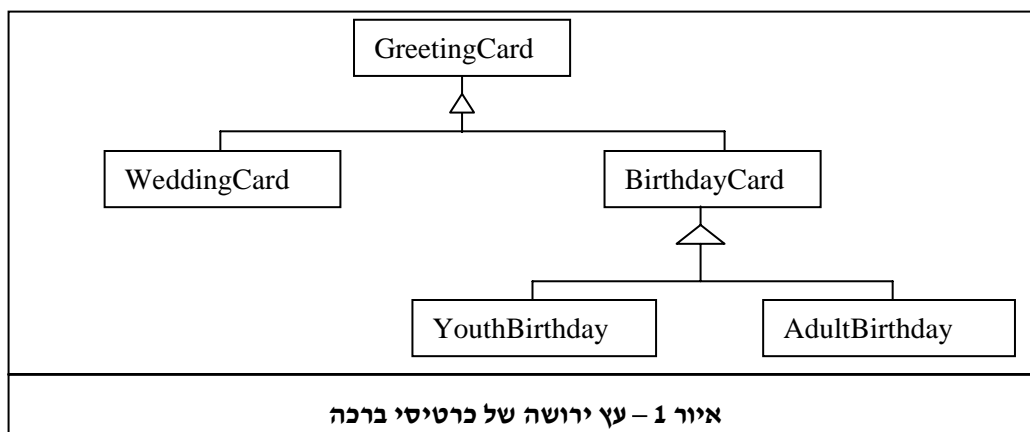 GreetingCard
WeddingCard
BirthdayCard
YouthBirthday
AdultBirthday
איור 1 – עץ ירושה של כרטיסי ברכה